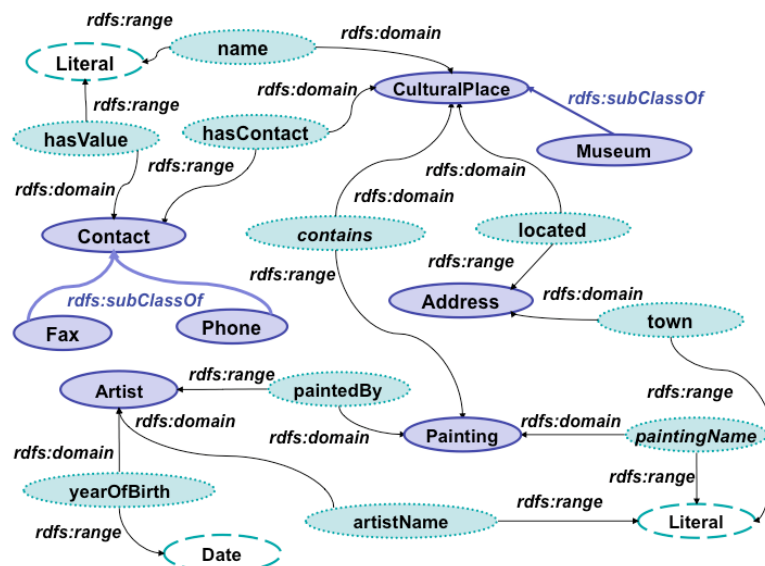 rdfs:range
name
rdfs:domain
Literal
rdfs:domain
CulturalPlace
rdfs:subClassOf
rdfs:range
hasValue
hasContact
rdfs:range
Museum
rdfs:domain
rdfs:domain
rdfs:domain
Contact
contains
located
rdfs:range
rdfs:range
rdfs:subClassOf
Address
rdfs:domain
Fax
Phone
town
rdfs:range
Artist
paintedBy
rdfs:range
rdfs:domain
rdfs:domain
Painting
rdfs:domain
paintingName
rdfs:domain
rdfs:range
yearOfBirth
rdfs:range
artistName
rdfs:range
Literal
Date